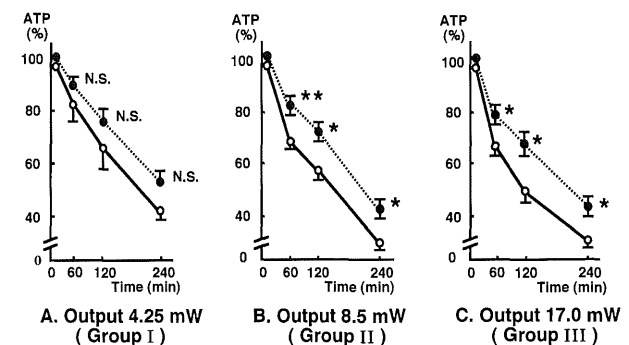 ATP
(%)
100
80
60
40
0
N.S.
N.S.
N.S.
0 60 120 240
Time (min)
A. Output 4.25 mW
( Group I )
ATP
(%)
100
80
60
40
0
**
*
*
0 60 120 240
Time (min)
B. Output 8.5 mW
( Group II )
ATP
(%)
100
80
60
40
0
*
*
*
0 60 120 240
Time (min)
C. Output 17.0 mW
( Group III )